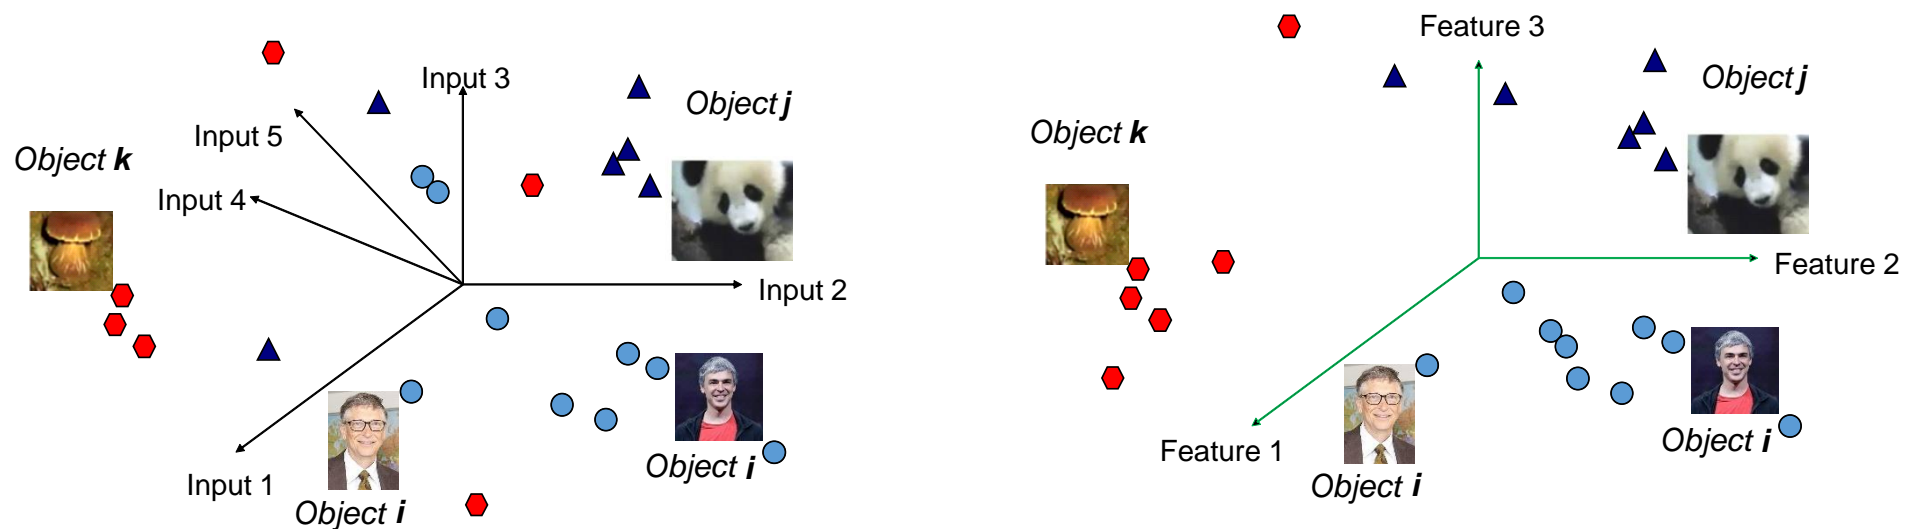 Input 3
Object j
Input 5
Object k
Input 4
Input 2
Input 1
Object i
Object i
Feature 3
Object j
Object k
Feature 2
Feature 1
Object i
Object i